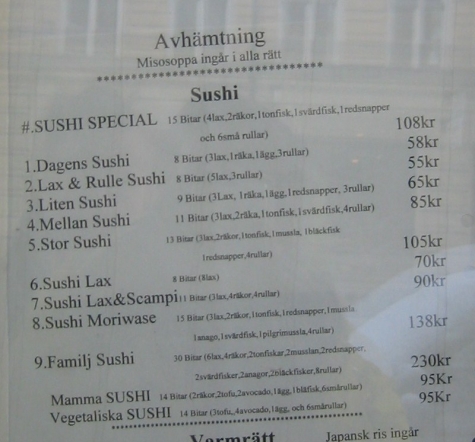 Avhämtning
Misosoppa ingår i alla rätt
Sushi
#.SUSHI SPECIAL 15 Bitar (4lax,2räkor,1tonfisk,1svärdfisk,1redsnapper
och 6små rullar) 108kr
1.Dagens Sushi 8 Bitar (3lax,1räka,1ägg,3rullar) 58kr
2.Lax & Rulle Sushi 8 Bitar (5lax,3rullar) 55kr
3.Liten Sushi 9 Bitar (3Lax, 1räka,1ägg,1redsnapper, 3rullar) 65kr
4.Mellan Sushi 11 Bitar (3lax,2räka,1tonfisk,1svärdfisk,4rullar) 85kr
5.Stor Sushi 13 Bitar (3lax,2räkor,1tonfisk,1mussla, 1bläckfisk
1redsnapper,4rullar) 105kr
6.Sushi Lax 8 Bitar (8lax) 70kr
7.Sushi Lax&Scampi 11 Bitar (3lax,4räkor,4rullar) 90kr
8.Sushi Moriwase 15 Bitar (3lax,2räkor,1tonfisk,1redsnapper,1mussla
1anago,1svärdfisk,1pilgrimussla,4rullar) 138kr
9.Familj Sushi 30 Bitar (6lax,4räkor,2tonfiskar,2musslan,2redsnapper,
2svärdfisker,2anagor,2bläckfiskor,8rullar) 230kr
Mamma SUSHI 14 Bitar (2räkor,2tofu,2avocado,1ägg,1bläfisk,6smårullar) 95Kr
Vegetaliska SUSHI 14 Bitar (3tofu,4avocado,1ägg, och 6smårullar) 95Kr
Varmrätt Japansk ris ingår